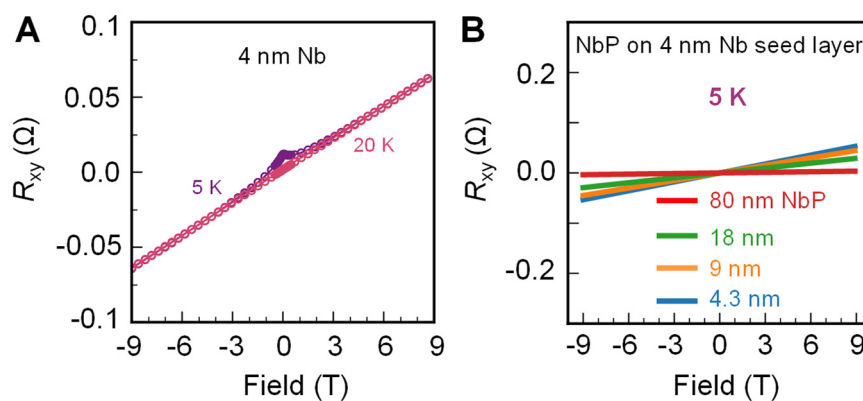 A
4 nm Nb
5 K
20 K
Rxy (Ω)
0.1
0.05
0.0
-0.05
-0.1
-9 -6 -3 0 3 6 9
Field (T)
B
NbP on 4 nm Nb seed layer
5 K
80 nm NbP
18 nm
9 nm
4.3 nm
Rxy (Ω)
0.2
0.0
-0.2
-9 -6 -3 0 3 6 9
Field (T)